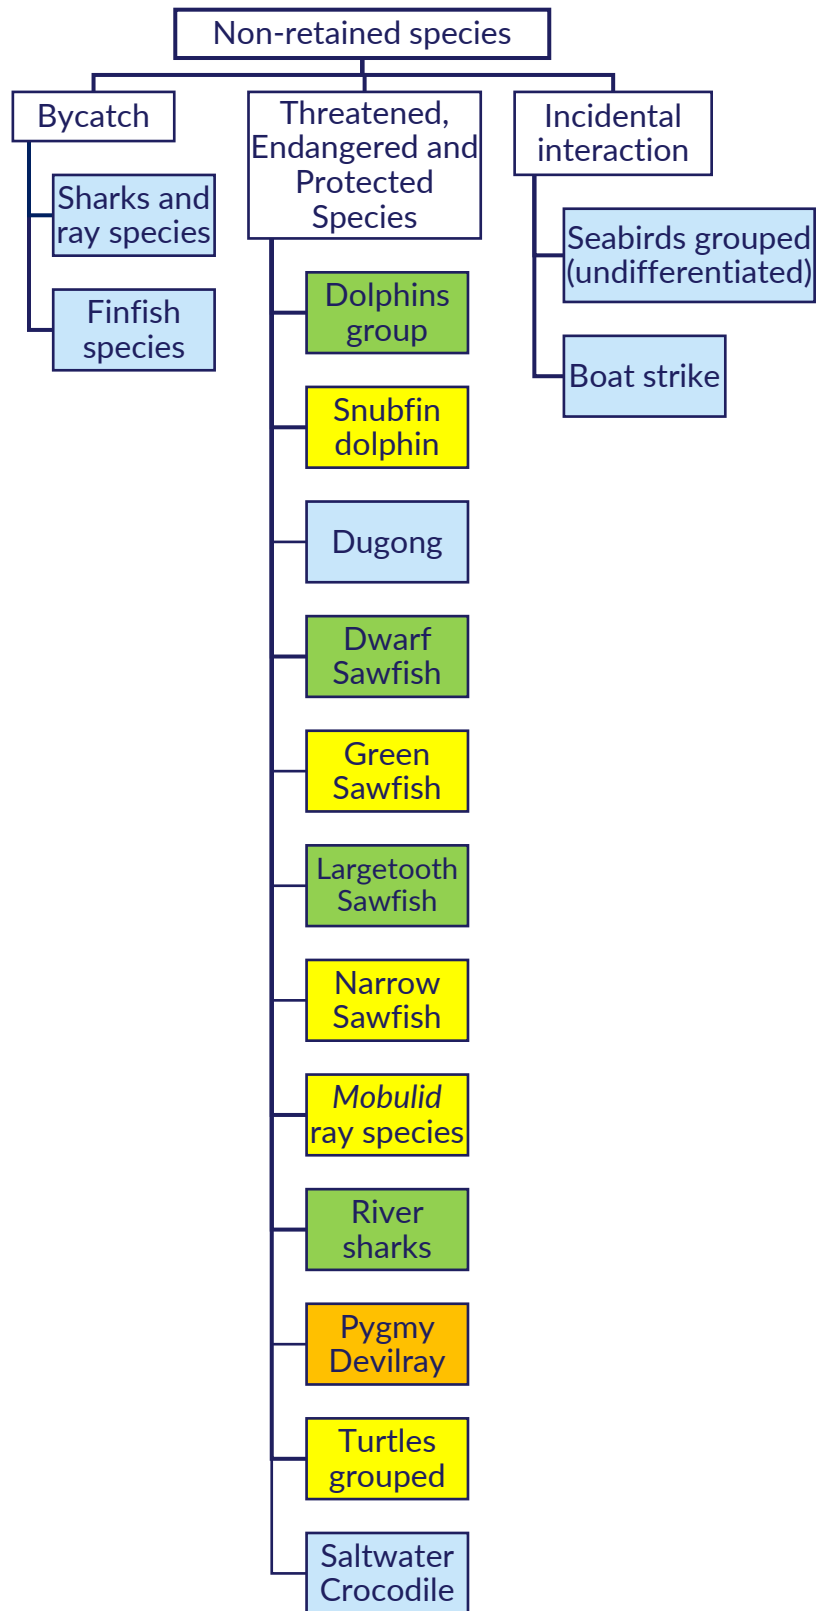 Non-retained species
Bycatch
Sharks and
ray species
Finfish
species
Threatened,
Endangered and
Protected
Species
Dolphins
group
Snubfin
dolphin
Dugong
Dwarf
Sawfish
Green
Sawfish
Largetooth
Sawfish
Narrow
Sawfish
Mobulid
ray species
River
sharks
Pygmy
Devilray
Turtles
grouped
Saltwater
Crocodile
Incidental
interaction
Seabirds grouped
(undifferentiated)
Boat strike